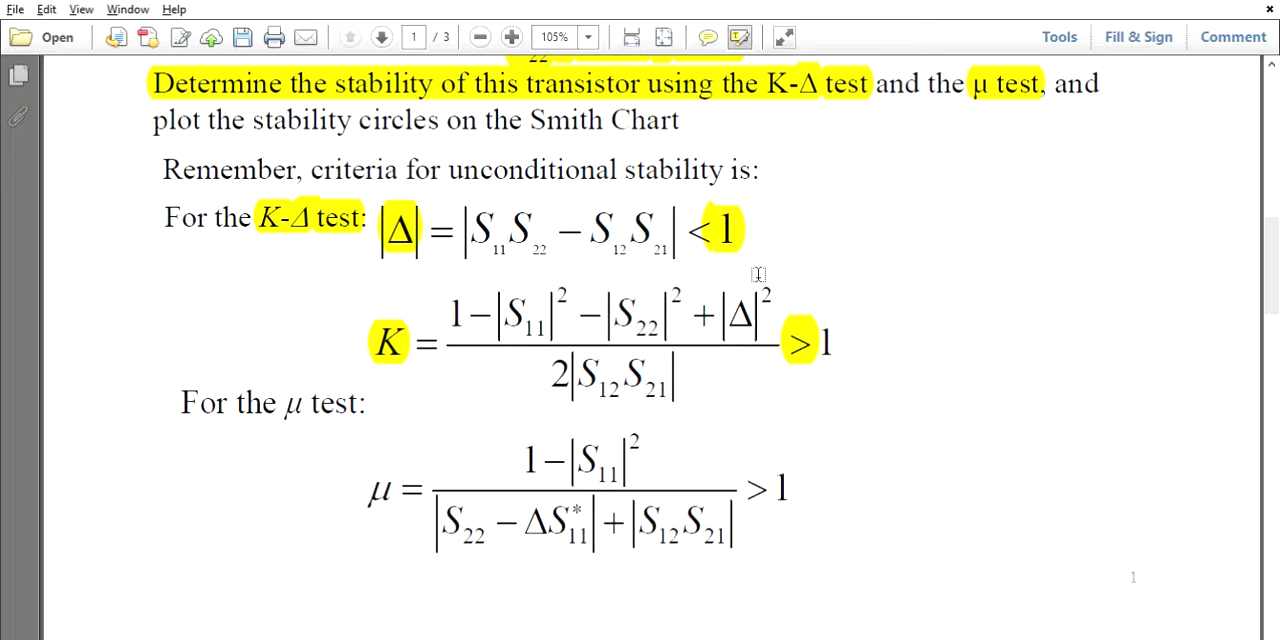 File Edit View Window Help
Open 1 / 3 105% Tools Fill & Sign Comment
22
Determine the stability of this transistor using the K-Δ test and the μ test, and
plot the stability circles on the Smith Chart
Remember, criteria for unconditional stability is:
For the K-Δ test: |Δ| = |S₁₁S₂₂ − S₁₂S₂₁| < 1
K = (1−|S₁₁|² −|S₂₂|² +|Δ|²) / (2|S₁₂S₂₁|) > 1
For the μ test:
μ = (1−|S₁₁|²) / (|S₂₂ − ΔS₁₁*| + |S₁₂S₂₁|) > 1
1